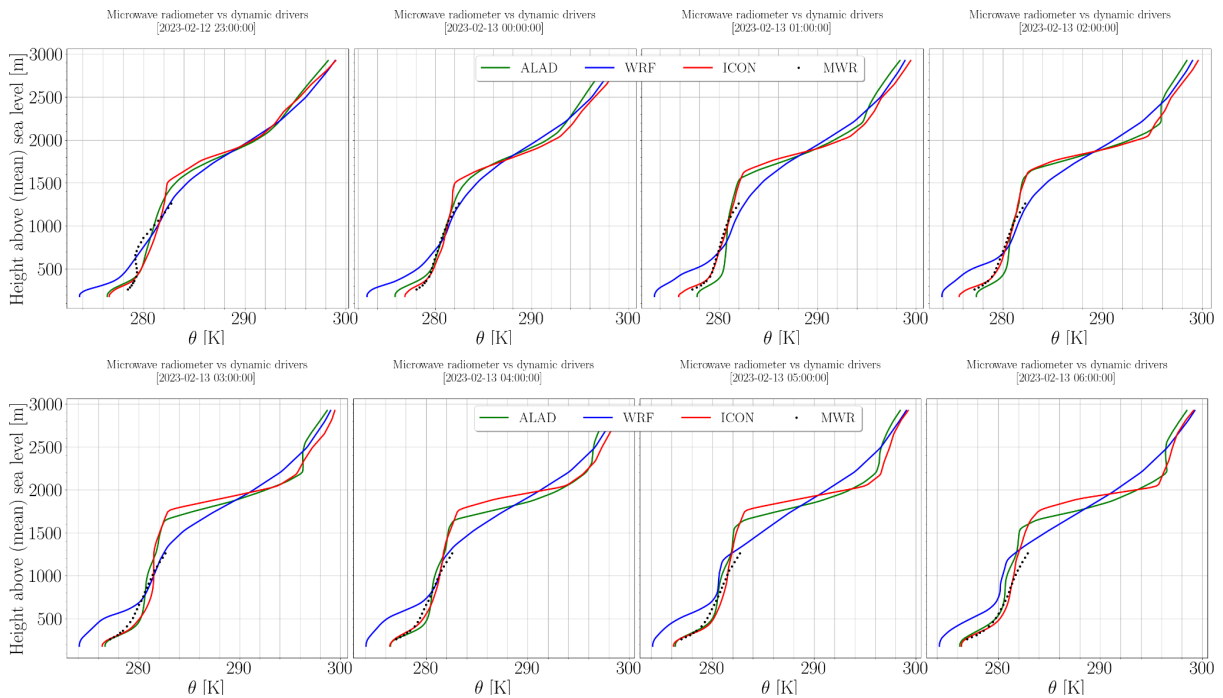 Microwave radiometer vs dynamic drivers
[2023-02-12 23:00:00]
Microwave radiometer vs dynamic drivers
[2023-02-13 00:00:00]
Microwave radiometer vs dynamic drivers
[2023-02-13 01:00:00]
Microwave radiometer vs dynamic drivers
[2023-02-13 02:00:00]
ALAD WRF ICON MWR
ALAD WRF ICON MWR
Height above (mean) sea level [m]
3000
2500
2000
1500
1000
500
280 290 300
280 290 300
280 290 300
280 290 300
θ [K]
θ [K]
θ [K]
θ [K]
Microwave radiometer vs dynamic drivers
[2023-02-13 03:00:00]
Microwave radiometer vs dynamic drivers
[2023-02-13 04:00:00]
Microwave radiometer vs dynamic drivers
[2023-02-13 05:00:00]
Microwave radiometer vs dynamic drivers
[2023-02-13 06:00:00]
ALAD WRF ICON MWR
Height above (mean) sea level [m]
3000
2500
2000
1500
1000
500
280 290 300
280 290 300
280 290 300
280 290 300
θ [K]
θ [K]
θ [K]
θ [K]